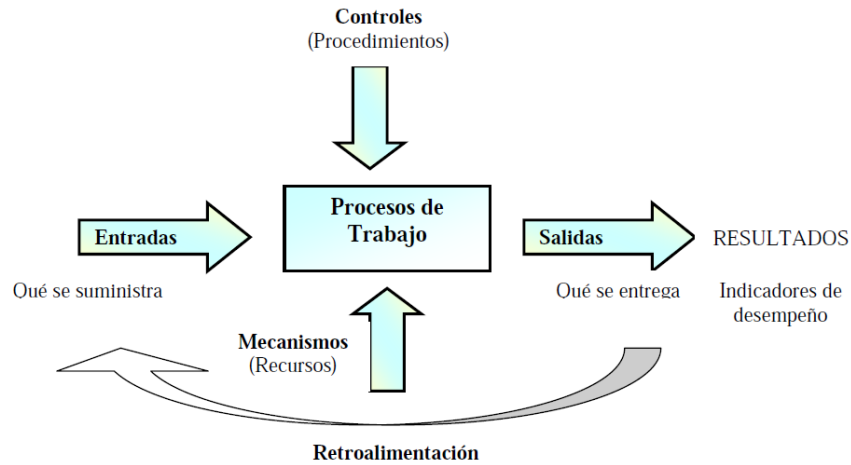 Controles
(Procedimientos)
Procesos de
Trabajo
Entradas
Salidas
RESULTADOS
Qué se suministra
Qué se entrega
Indicadores de
desempeño
Mecanismos
(Recursos)
Retroalimentación